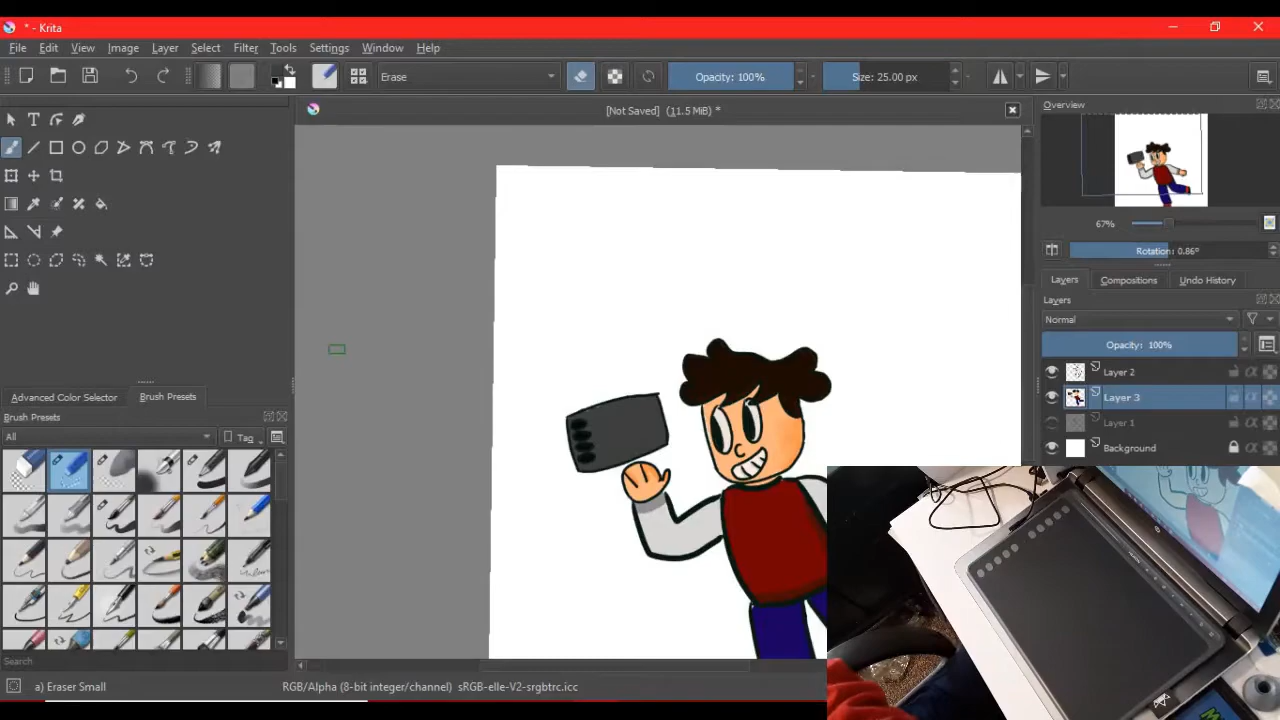 * - Krita
File Edit View Image Layer Select Filter Tools Settings Window Help
Erase Opacity: 100% Size: 25.00 px
[Not Saved] (11.5 MiB) *
Overview
67%
Rotation: 0.86°
Layers Compositions Undo History
Layers
Normal
Opacity: 100%
Layer 2
Layer 3
Layer 1
Background
Advanced Color Selector Brush Presets
Brush Presets
All Tag
Search
a) Eraser Small RGB/Alpha (8-bit integer/channel) sRGB-elle-V2-srgbtrc.icc